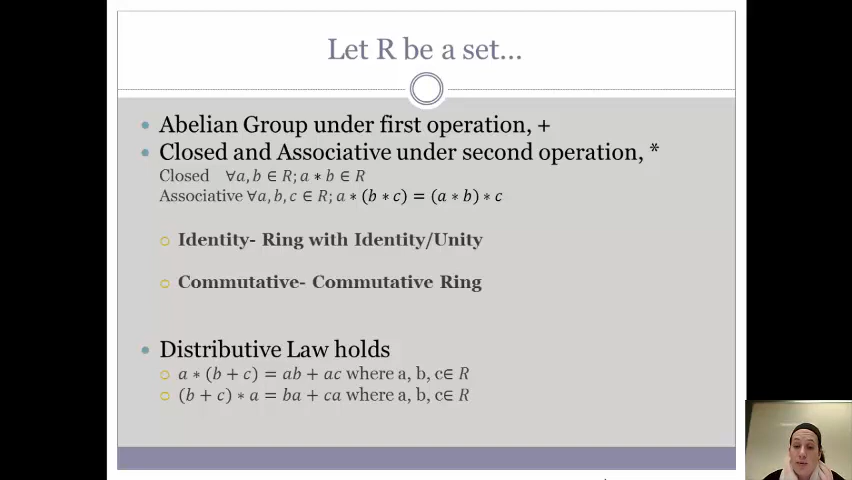 Let R be a set...
Abelian Group under first operation, +
Closed and Associative under second operation, *
Closed ∀a, b ∈ R; a ∗ b ∈ R
Associative ∀a, b, c ∈ R; a ∗ (b ∗ c) = (a ∗ b) ∗ c
Identity- Ring with Identity/Unity
Commutative- Commutative Ring
Distributive Law holds
a ∗ (b + c) = ab + ac where a, b, c∈ R
(b + c) ∗ a = ba + ca where a, b, c∈ R